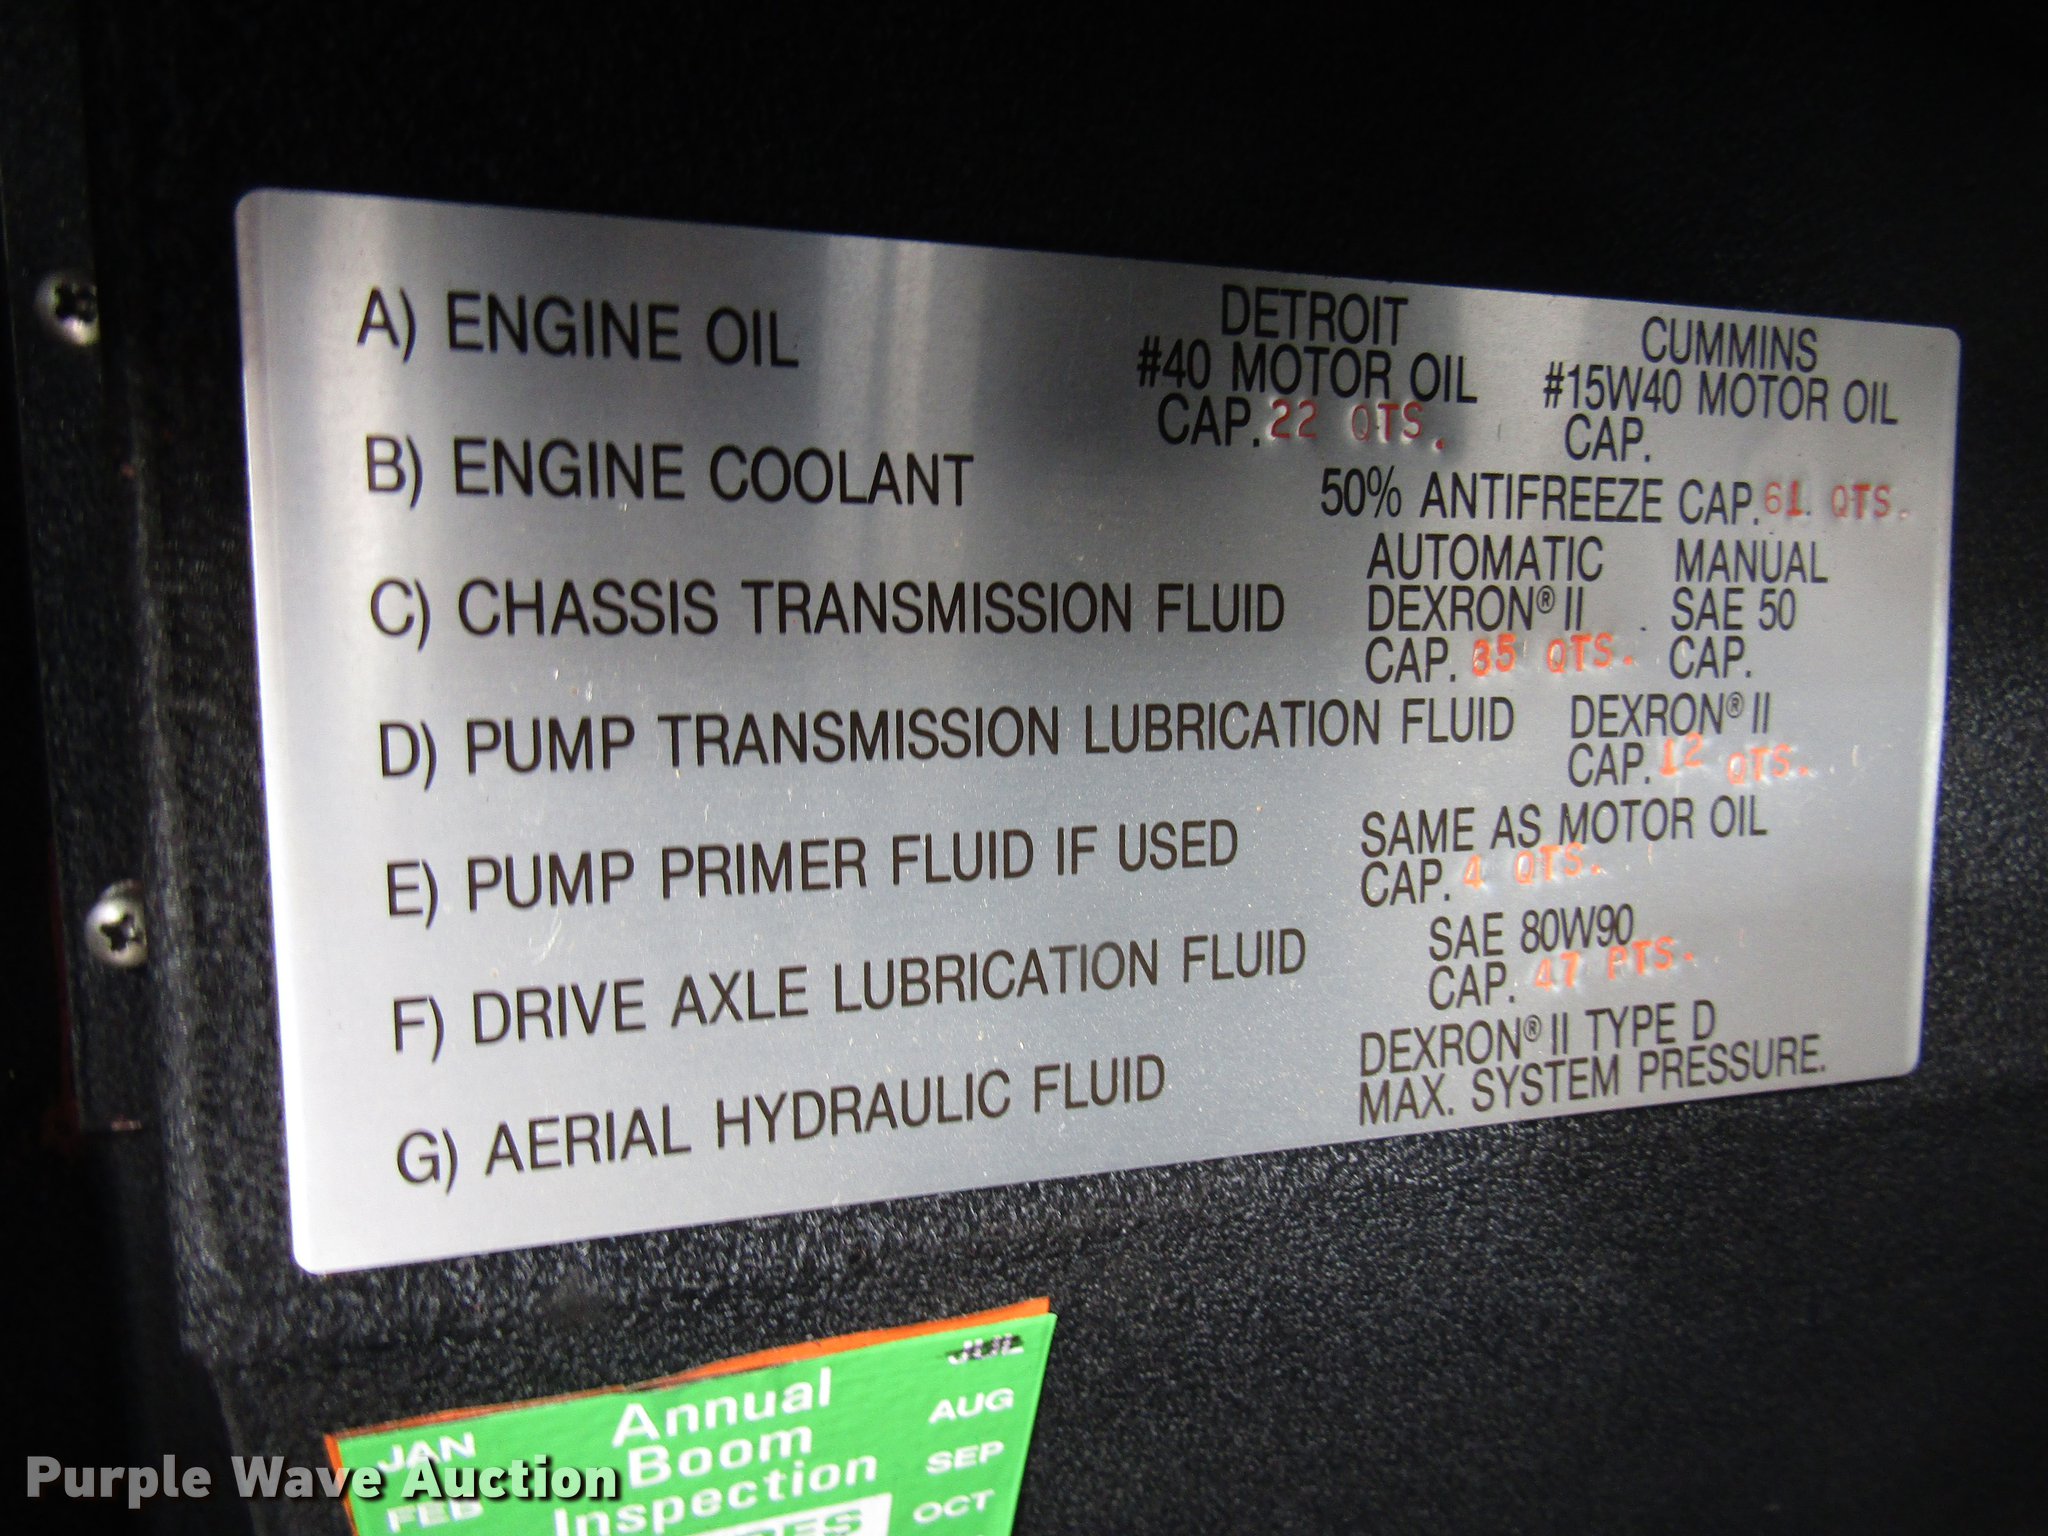 A) ENGINE OIL
DETROIT
#40 MOTOR OIL
CAP. 22 QTS.
CUMMINS
#15W40 MOTOR OIL
CAP.
B) ENGINE COOLANT
50% ANTIFREEZE CAP. 61 QTS.
C) CHASSIS TRANSMISSION FLUID
AUTOMATIC
DEXRON® II
CAP. 35 QTS.
MANUAL
SAE 50
CAP.
D) PUMP TRANSMISSION LUBRICATION FLUID
DEXRON® II
CAP. 12 QTS.
E) PUMP PRIMER FLUID IF USED
SAME AS MOTOR OIL
CAP. 4 QTS.
F) DRIVE AXLE LUBRICATION FLUID
SAE 80W90
CAP. 47 PTS.
G) AERIAL HYDRAULIC FLUID
DEXRON® II TYPE D
MAX. SYSTEM PRESSURE.
Annual
Boom
Inspection
JAN
FEB
JUL
AUG
SEP
OCT
Purple Wave Auction